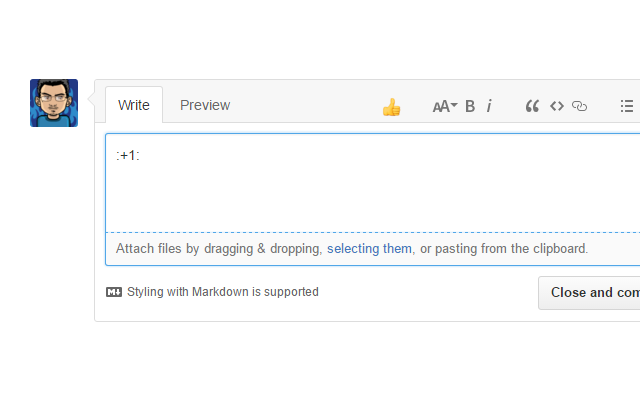 Write Preview AA B i
:+1:
Attach files by dragging & dropping, selecting them, or pasting from the clipboard.
Styling with Markdown is supported
Close and com